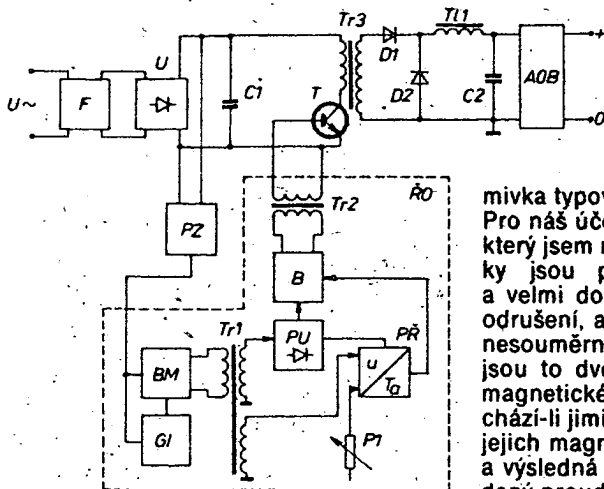 Tr3
Tl1
U
D1
+
U~
F
C1
T
D2
C2
AOB
0
Tr2
ŘO
PZ
B
Tr1
PU
PŘ
BM
u
GI
P1
mivka typov
Pro náš úče
který jsem n
ky jsou p
a velmi do
odrušení, a
nesouměrn
jsou to dv
magnetické
chází-li jimi
jejich magn
a výsledná